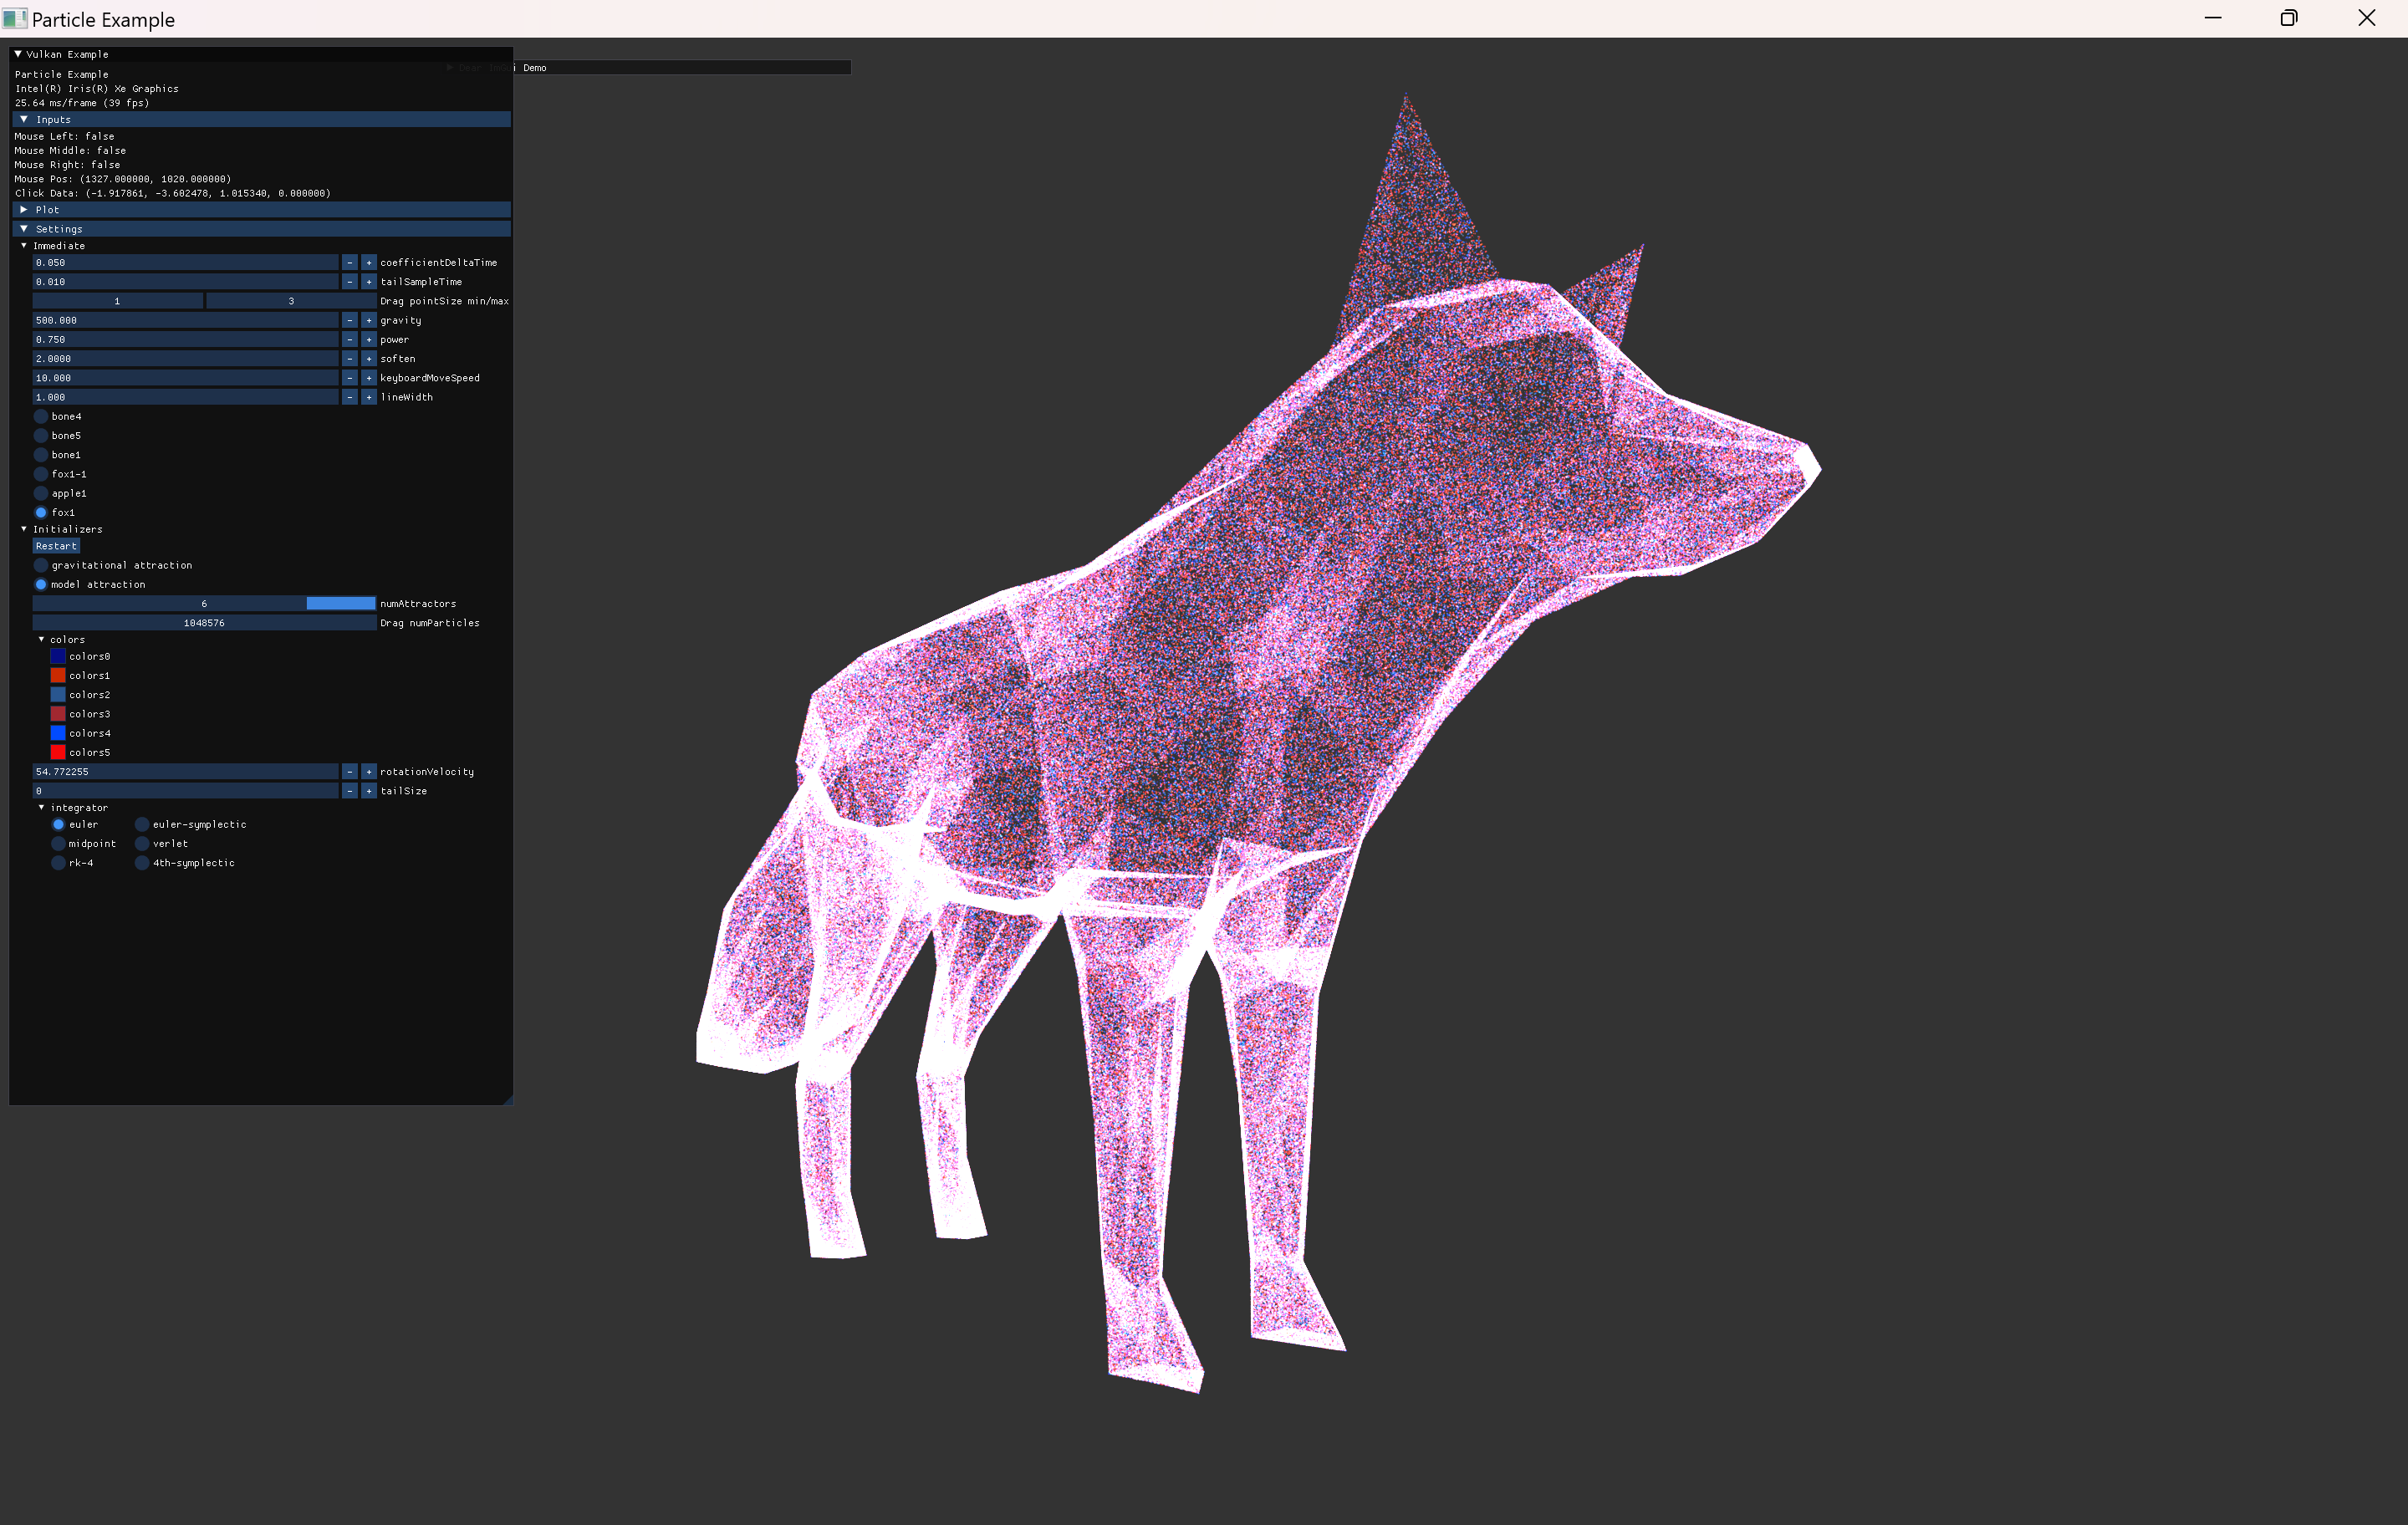 Particle Example
Vulkan Example
Demo
Particle Example
Intel(R) Iris(R) Xe Graphics
25.64 ms/frame (39 fps)
Inputs
Mouse Left: false
Mouse Middle: false
Mouse Right: false
Mouse Pos: (1327.000000, 1020.000000)
Click Data: (-1.917861, -3.602478, 1.015340, 0.000000)
Plot
Settings
Immediate
0.050 - + coefficientDeltaTime
0.010 - + tailSampleTime
1 3 Drag pointSize min/max
500.000 - + gravity
0.750 - + power
2.0000 - + soften
10.000 - + keyboardMoveSpeed
1.000 - + lineWidth
bone4
bone5
bone1
fox1-1
apple1
fox1
Initializers
Restart
gravitational attraction
model attraction
6 numAttractors
1048576 Drag numParticles
colors
colors0
colors1
colors2
colors3
colors4
colors5
54.772255 - + rotationVelocity
0 - + tailSize
integrator
euler euler-symplectic
midpoint verlet
rk-4 4th-symplectic